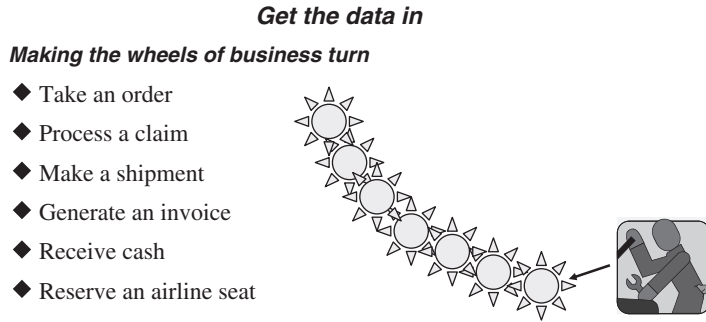 Get the data in
Making the wheels of business turn
◆ Take an order
◆ Process a claim
◆ Make a shipment
◆ Generate an invoice
◆ Receive cash
◆ Reserve an airline seat